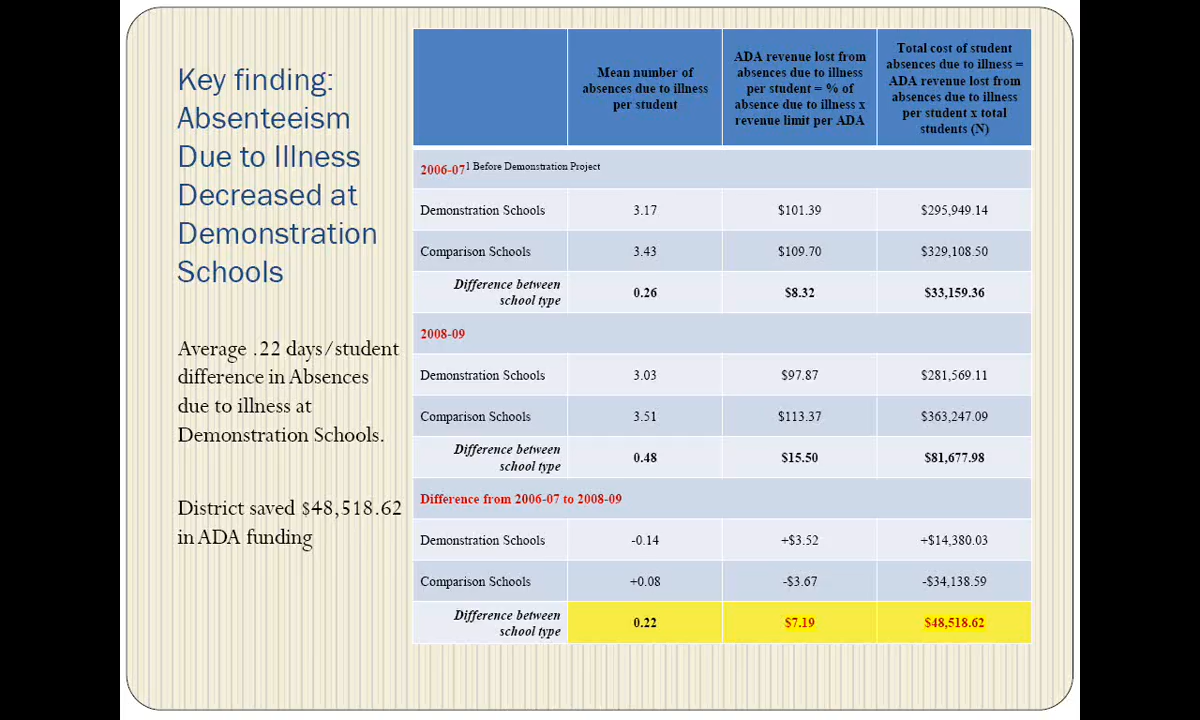 Key finding:
Absenteeism
Due to Illness
Decreased at
Demonstration
Schools
Average .22 days/student
difference in Absences
due to illness at
Demonstration Schools.
District saved $48,518.62
in ADA funding
Mean number of
absences due to illness
per student
ADA revenue lost from
absences due to illness
per student = % of
absence due to illness x
revenue limit per ADA
Total cost of student
absences due to illness =
ADA revenue lost from
absences due to illness
per student x total
students (N)
2006-07 1 Before Demonstration Project
Demonstration Schools 3.17 $101.39 $295,949.14
Comparison Schools 3.43 $109.70 $329,108.50
Difference between
school type 0.26 $8.32 $33,159.36
2008-09
Demonstration Schools 3.03 $97.87 $281,569.11
Comparison Schools 3.51 $113.37 $363,247.09
Difference between
school type 0.48 $15.50 $81,677.98
Difference from 2006-07 to 2008-09
Demonstration Schools -0.14 +$3.52 +$14,380.03
Comparison Schools +0.08 -$3.67 -$34,138.59
Difference between
school type 0.22 $7.19 $48,518.62